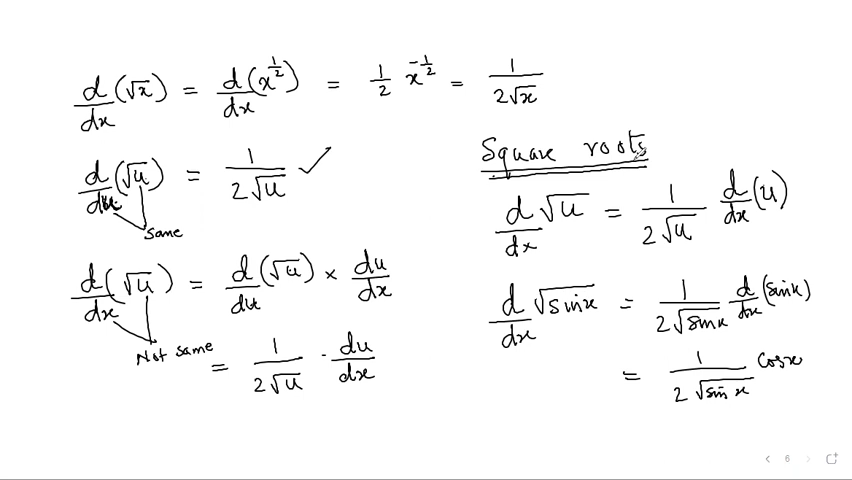 d/dx (√x) = d/dx (x^{1/2}) = 1/2 x^{-1/2} = 1/(2√x)
d/du (√u) = 1/(2√u) ✓
Same
d/dx (√u) = d/du (√u) × du/dx
Not same
= 1/(2√u) · du/dx
Square roots
d/dx √u = 1/(2√u) d/dx (u)
d/dx √sinx = 1/(2√sinx) d/dx (sinx)
= 1/(2√sin x) cosx
6